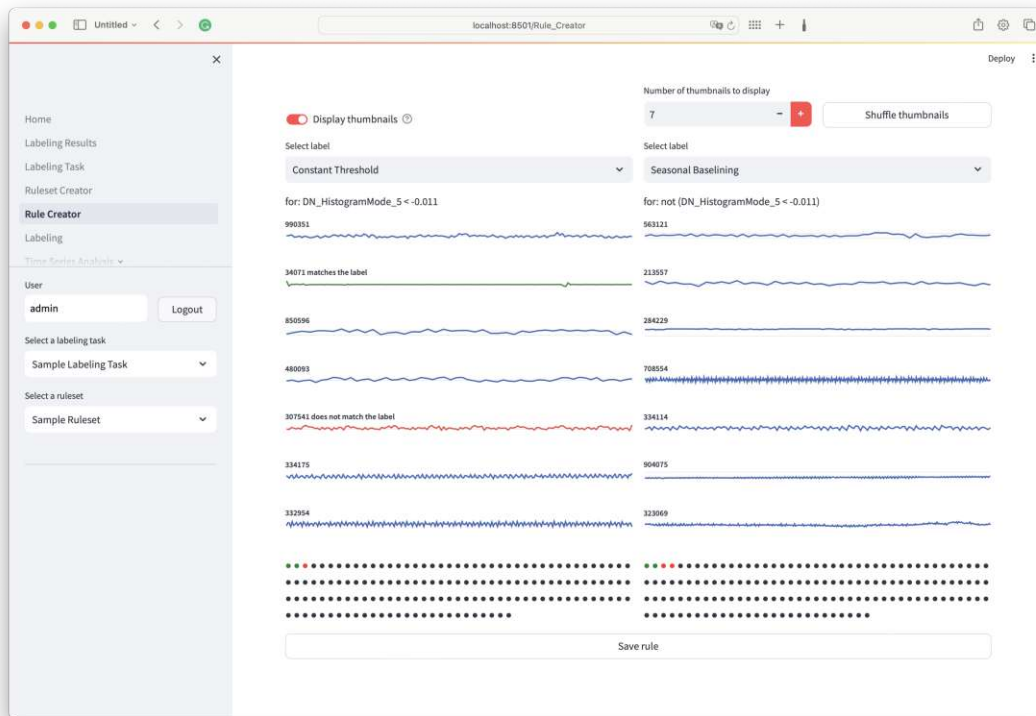 Untitled
localhost:8501/Rule_Creator
Deploy
Home
Labeling Results
Labeling Task
Ruleset Creator
Rule Creator
Labeling
Time Series Analysis
User
admin
Logout
Select a labeling task
Sample Labeling Task
Select a ruleset
Sample Ruleset
Number of thumbnails to display
Display thumbnails
7
Shuffle thumbnails
Select label
Select label
Constant Threshold
Seasonal Baselining
for: DN_HistogramMode_5 < -0.011
for: not (DN_HistogramMode_5 < -0.011)
990351
563121
34071 matches the label
213557
850596
284229
480093
708554
307541 does not match the label
334114
334175
904075
332954
323069
Save rule